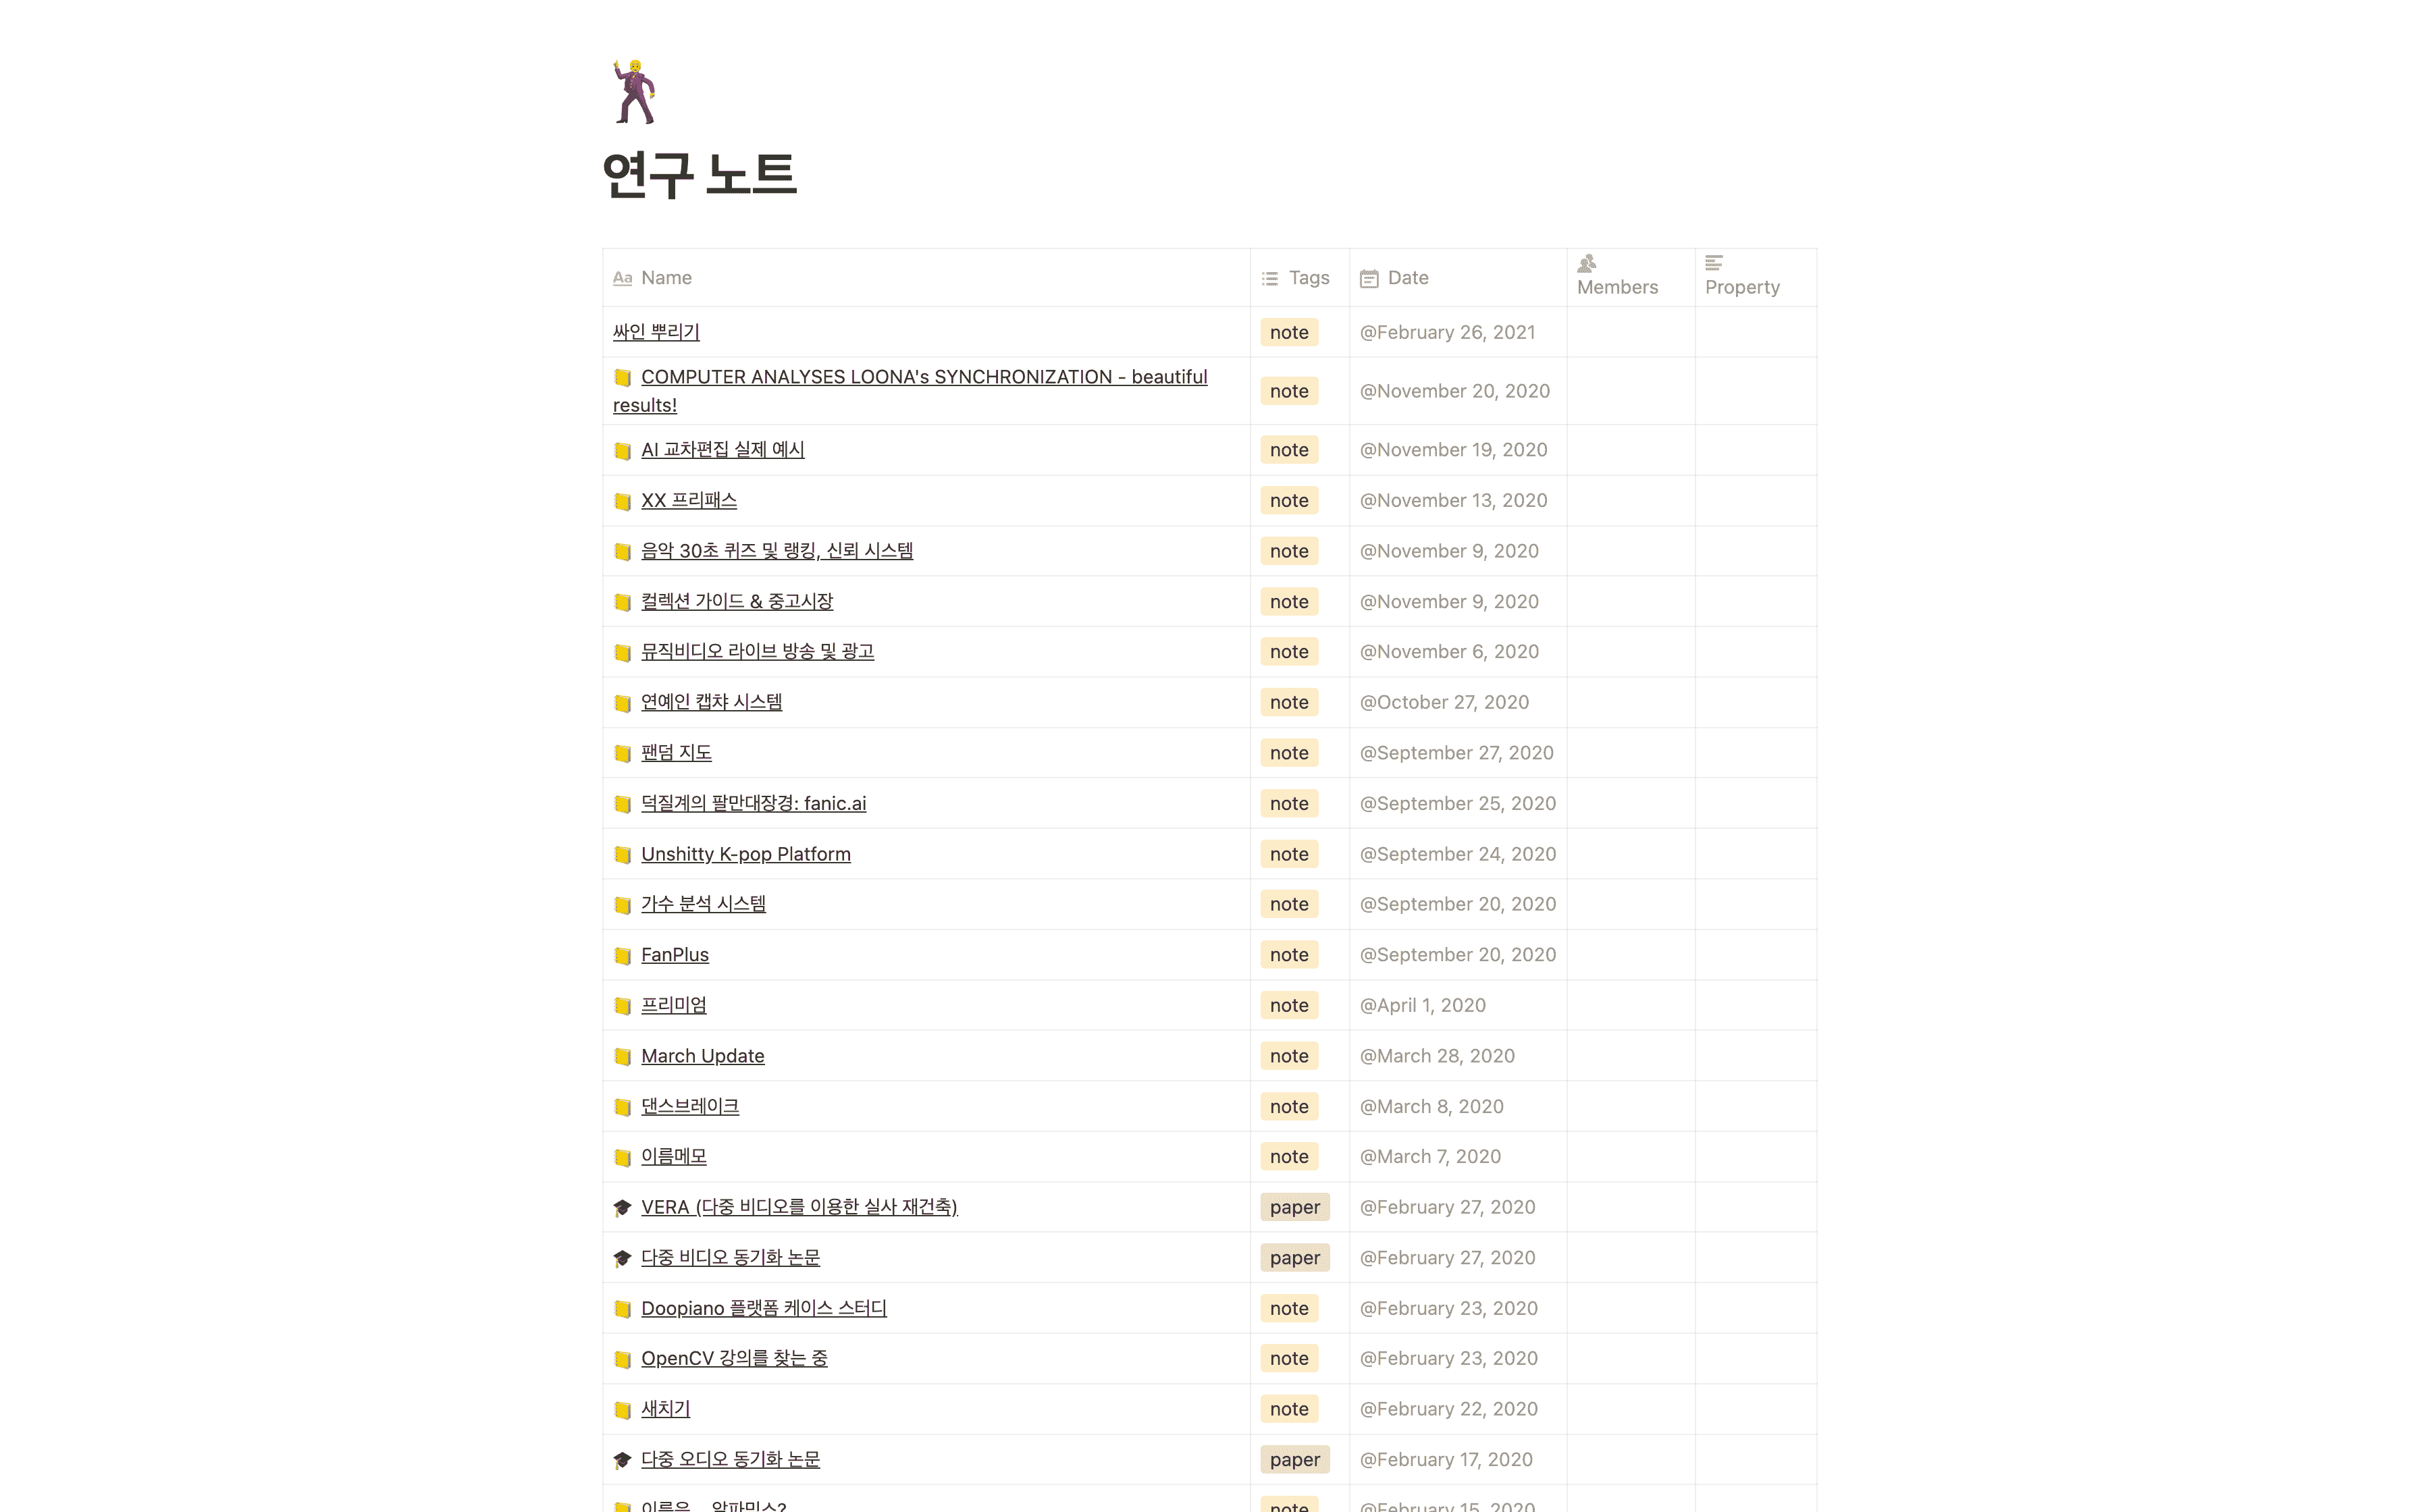 연구 노트
Aa Name Tags Date Members Property
싸인 뿌리기 note @February 26, 2021
COMPUTER ANALYSES LOONA's SYNCHRONIZATION - beautiful
results! note @November 20, 2020
AI 교차편집 실제 예시 note @November 19, 2020
XX 프리패스 note @November 13, 2020
음악 30초 퀴즈 및 랭킹, 신뢰 시스템 note @November 9, 2020
컬렉션 가이드 & 중고시장 note @November 9, 2020
뮤직비디오 라이브 방송 및 광고 note @November 6, 2020
연예인 캡챠 시스템 note @October 27, 2020
팬덤 지도 note @September 27, 2020
덕질계의 팔만대장경: fanic.ai note @September 25, 2020
Unshitty K-pop Platform note @September 24, 2020
가수 분석 시스템 note @September 20, 2020
FanPlus note @September 20, 2020
프리미엄 note @April 1, 2020
March Update note @March 28, 2020
댄스브레이크 note @March 8, 2020
이름메모 note @March 7, 2020
VERA (다중 비디오를 이용한 실사 재건축) paper @February 27, 2020
다중 비디오 동기화 논문 paper @February 27, 2020
Doopiano 플랫폼 케이스 스터디 note @February 23, 2020
OpenCV 강의를 찾는 중 note @February 23, 2020
새치기 note @February 22, 2020
다중 오디오 동기화 논문 paper @February 17, 2020
이름은... 알파믹스? note @February 15, 2020